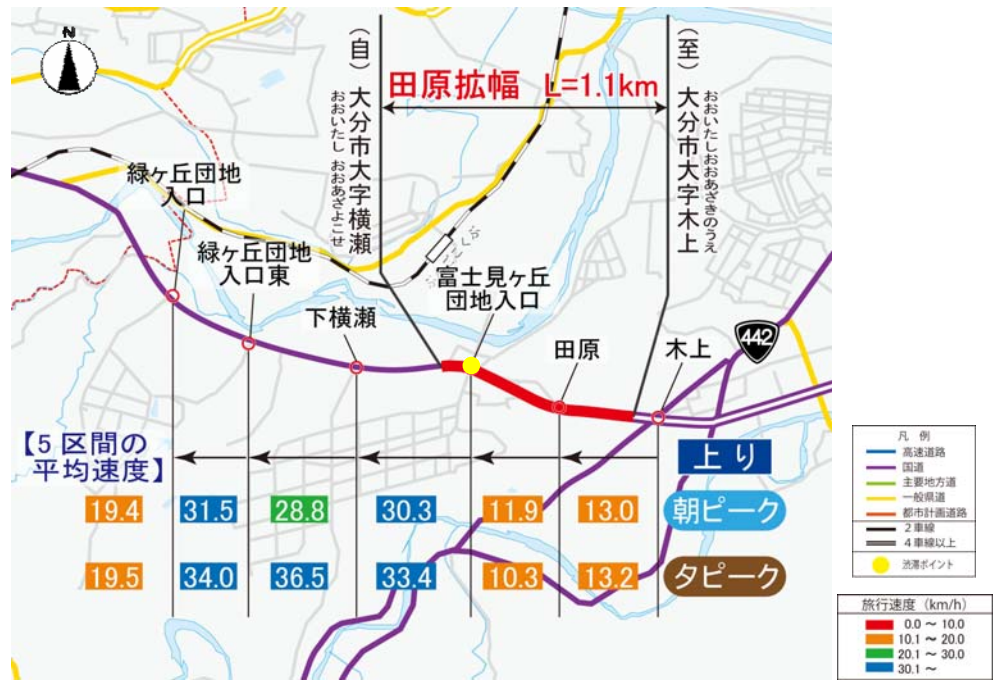 N
(自)大分市大字横瀬
おおいたし おおあざよこせ
田原拡幅 L=1.1km
(至)大分市大字木上
おおいたしおおあざきのうえ
緑ヶ丘団地
入口
緑ヶ丘団地
入口東
下横瀬
富士見ヶ丘
団地入口
田原
木上
442
【5区間の
平均速度】
上り
19.4 31.5 28.8 30.3 11.9 13.0 朝ピーク
19.5 34.0 36.5 33.4 10.3 13.2 夕ピーク
凡 例
高速道路
国道
主要地方道
一般県道
都市計画道路
2車線
4車線以上
渋滞ポイント
旅行速度 (km/h)
0.0 ~ 10.0
10.1 ~ 20.0
20.1 ~ 30.0
30.1 ~